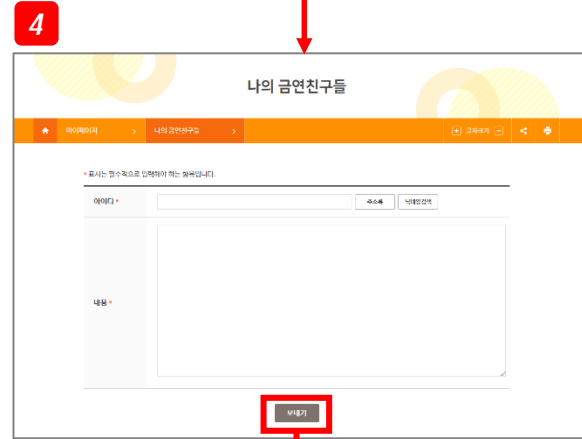 4
나의 금연친구들
마이페이지 > 나의 금연친구들 > + 글자크기 -
* 표시는 필수적으로 입력해야 하는 항목입니다.
아이디 * 주소록 닉네임검색
내용 *
보내기